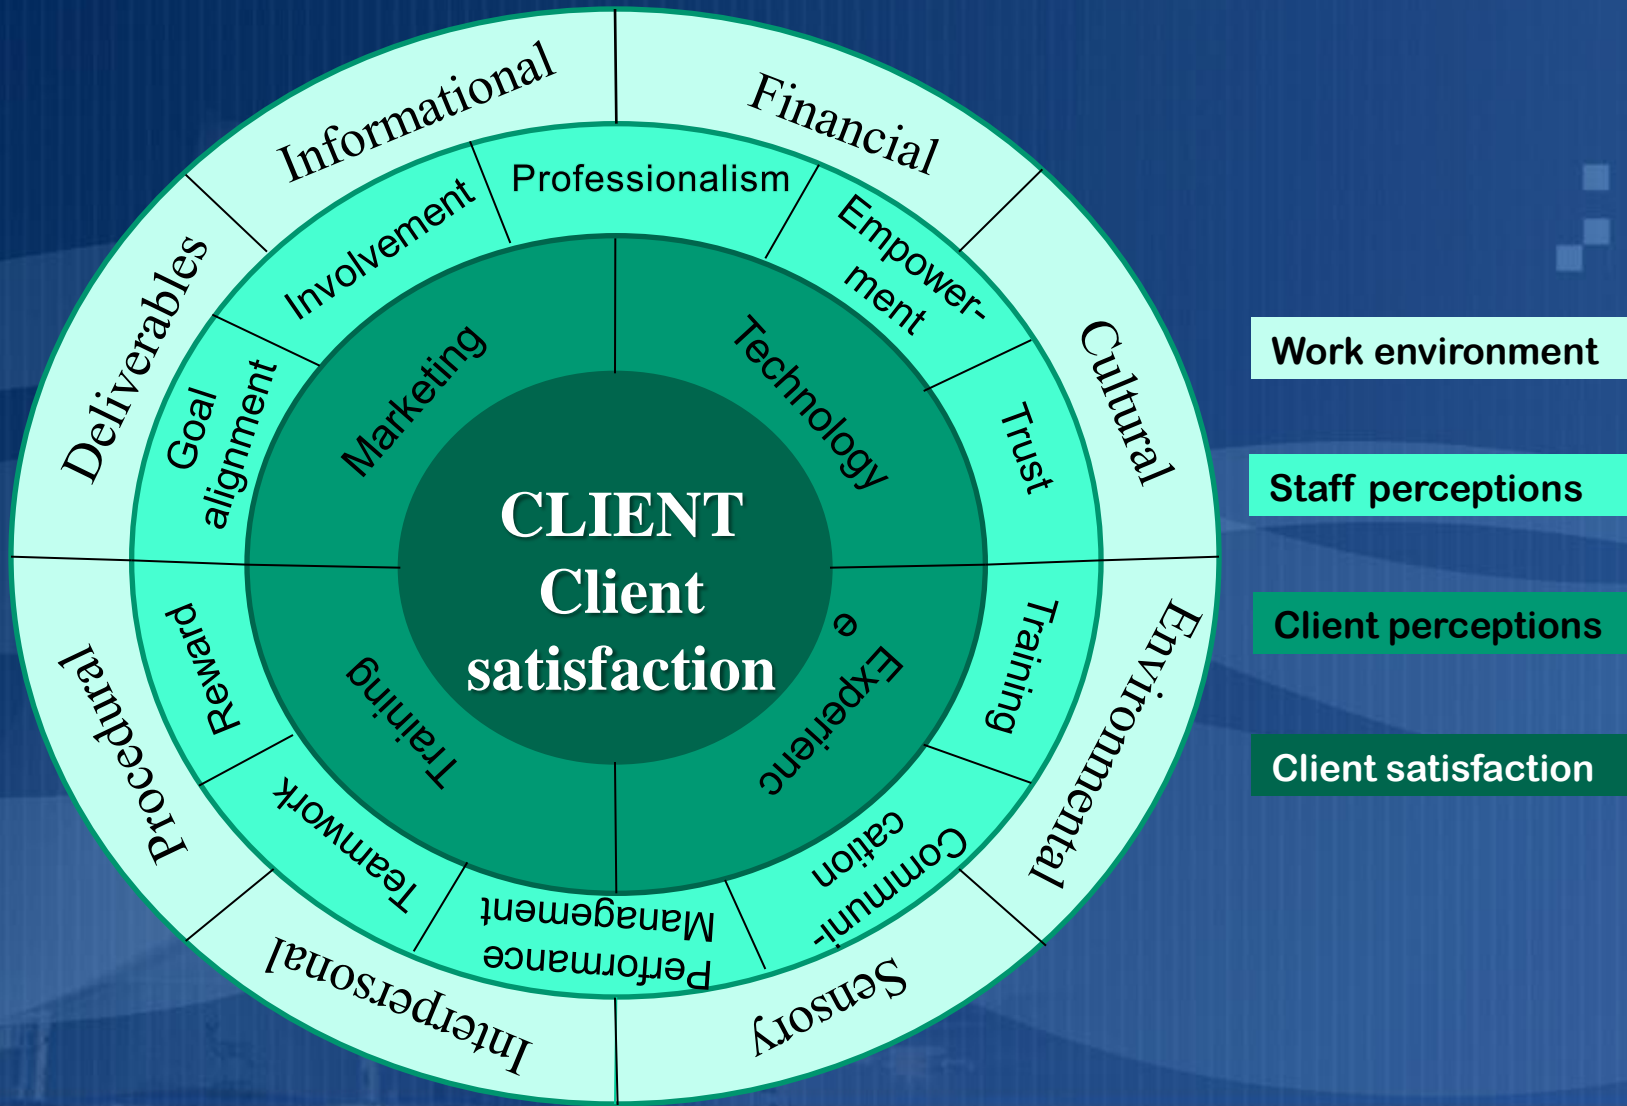 Informational
Financial
Cultural
Environmental
Sensory
Interpersonal
Procedural
Deliverables
Professionalism
Empower-
ment
Trust
Training
Communi-
cation
Performance
Management
Teamwork
Reward
Goal
alignment
Involvement
Marketing
Technology
Experienc
e
Training
CLIENT
Client
satisfaction
Work environment
Staff perceptions
Client perceptions
Client satisfaction